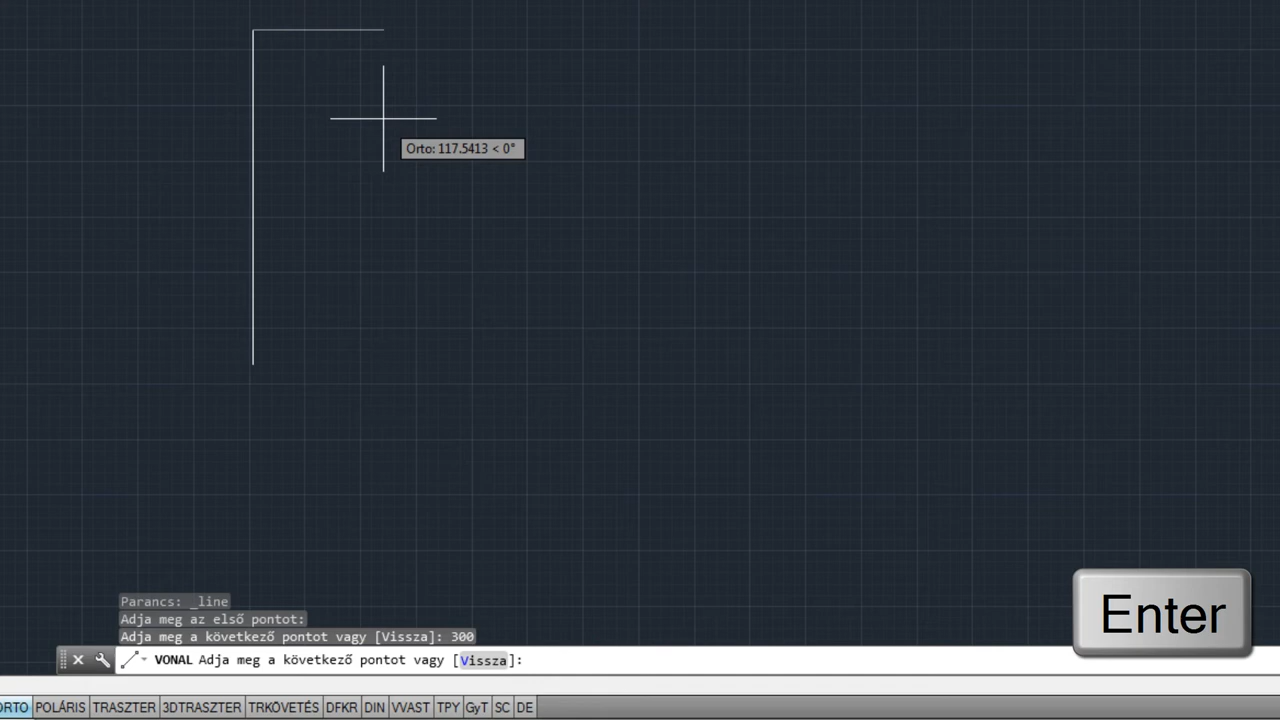 Orto: 117.5413 < 0°
Parancs: _line
Adja meg az első pontot:
Adja meg a következő pontot vagy [Vissza]: 300
VONAL Adja meg a következő pontot vagy [Vissza]:
Enter
ORTO POLÁRIS TRASZTER 3DTRASZTER TRKÖVETÉS DFKR DIN VVAST TPY GyT SC DE